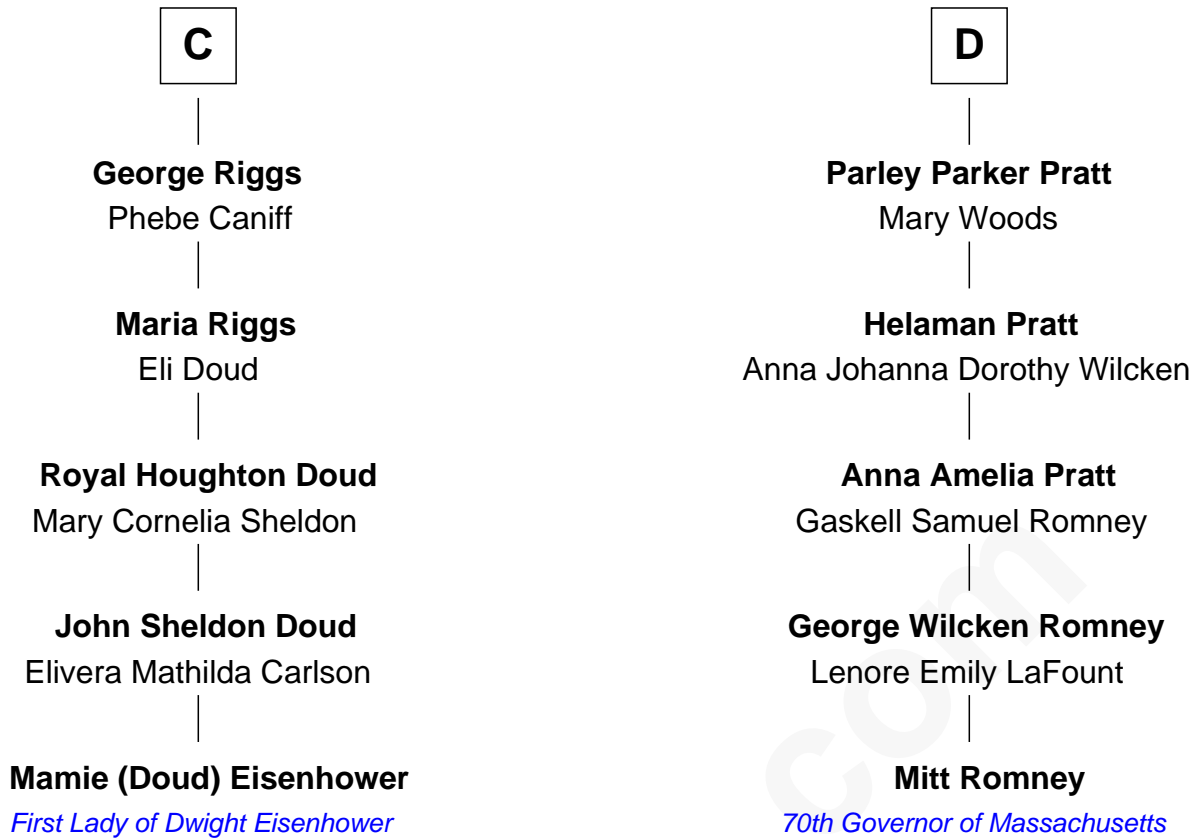 C
George Riggs
Phebe Caniff
Maria Riggs
Eli Doud
Royal Houghton Doud
Mary Cornelia Sheldon
John Sheldon Doud
Elivera Mathilda Carlson
Mamie (Doud) Eisenhower
First Lady of Dwight Eisenhower
D
Parley Parker Pratt
Mary Woods
Helaman Pratt
Anna Johanna Dorothy Wilcken
Anna Amelia Pratt
Gaskell Samuel Romney
George Wilcken Romney
Lenore Emily LaFount
Mitt Romney
70th Governor of Massachusetts
com